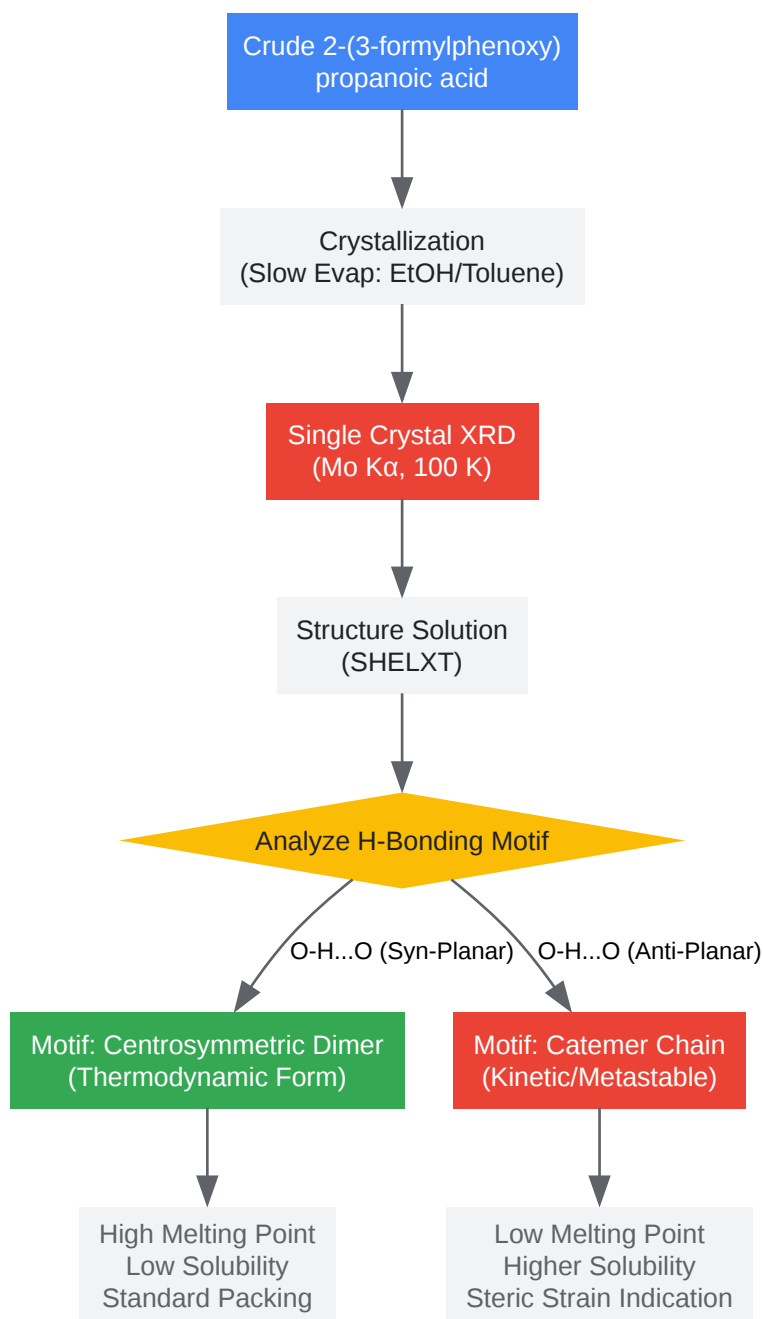 Crude 2-(3-formylphenoxy)
propanoic acid
Crystallization
(Slow Evap: EtOH/Toluene)
Single Crystal XRD
(Mo Kα, 100 K)
Structure Solution
(SHELXT)
Analyze H-Bonding Motif
O-H...O (Syn-Planar)
O-H...O (Anti-Planar)
Motif: Centrosymmetric Dimer
(Thermodynamic Form)
Motif: Catemer Chain
(Kinetic/Metastable)
High Melting Point
Low Solubility
Standard Packing
Low Melting Point
Higher Solubility
Steric Strain Indication